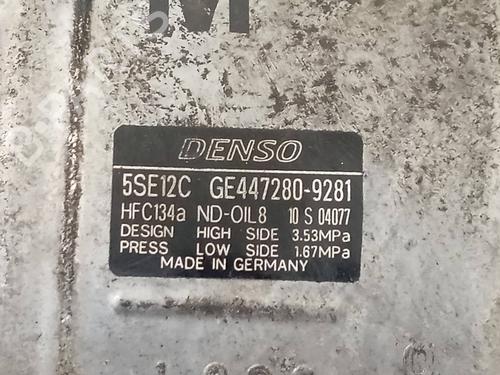 M
DENSO
5SE12C GE447280-9281
HFC134a ND-OIL8 10 S 04077
DESIGN HIGH SIDE 3.53MPa
PRESS LOW SIDE 1.67MPa
MADE IN GERMANY